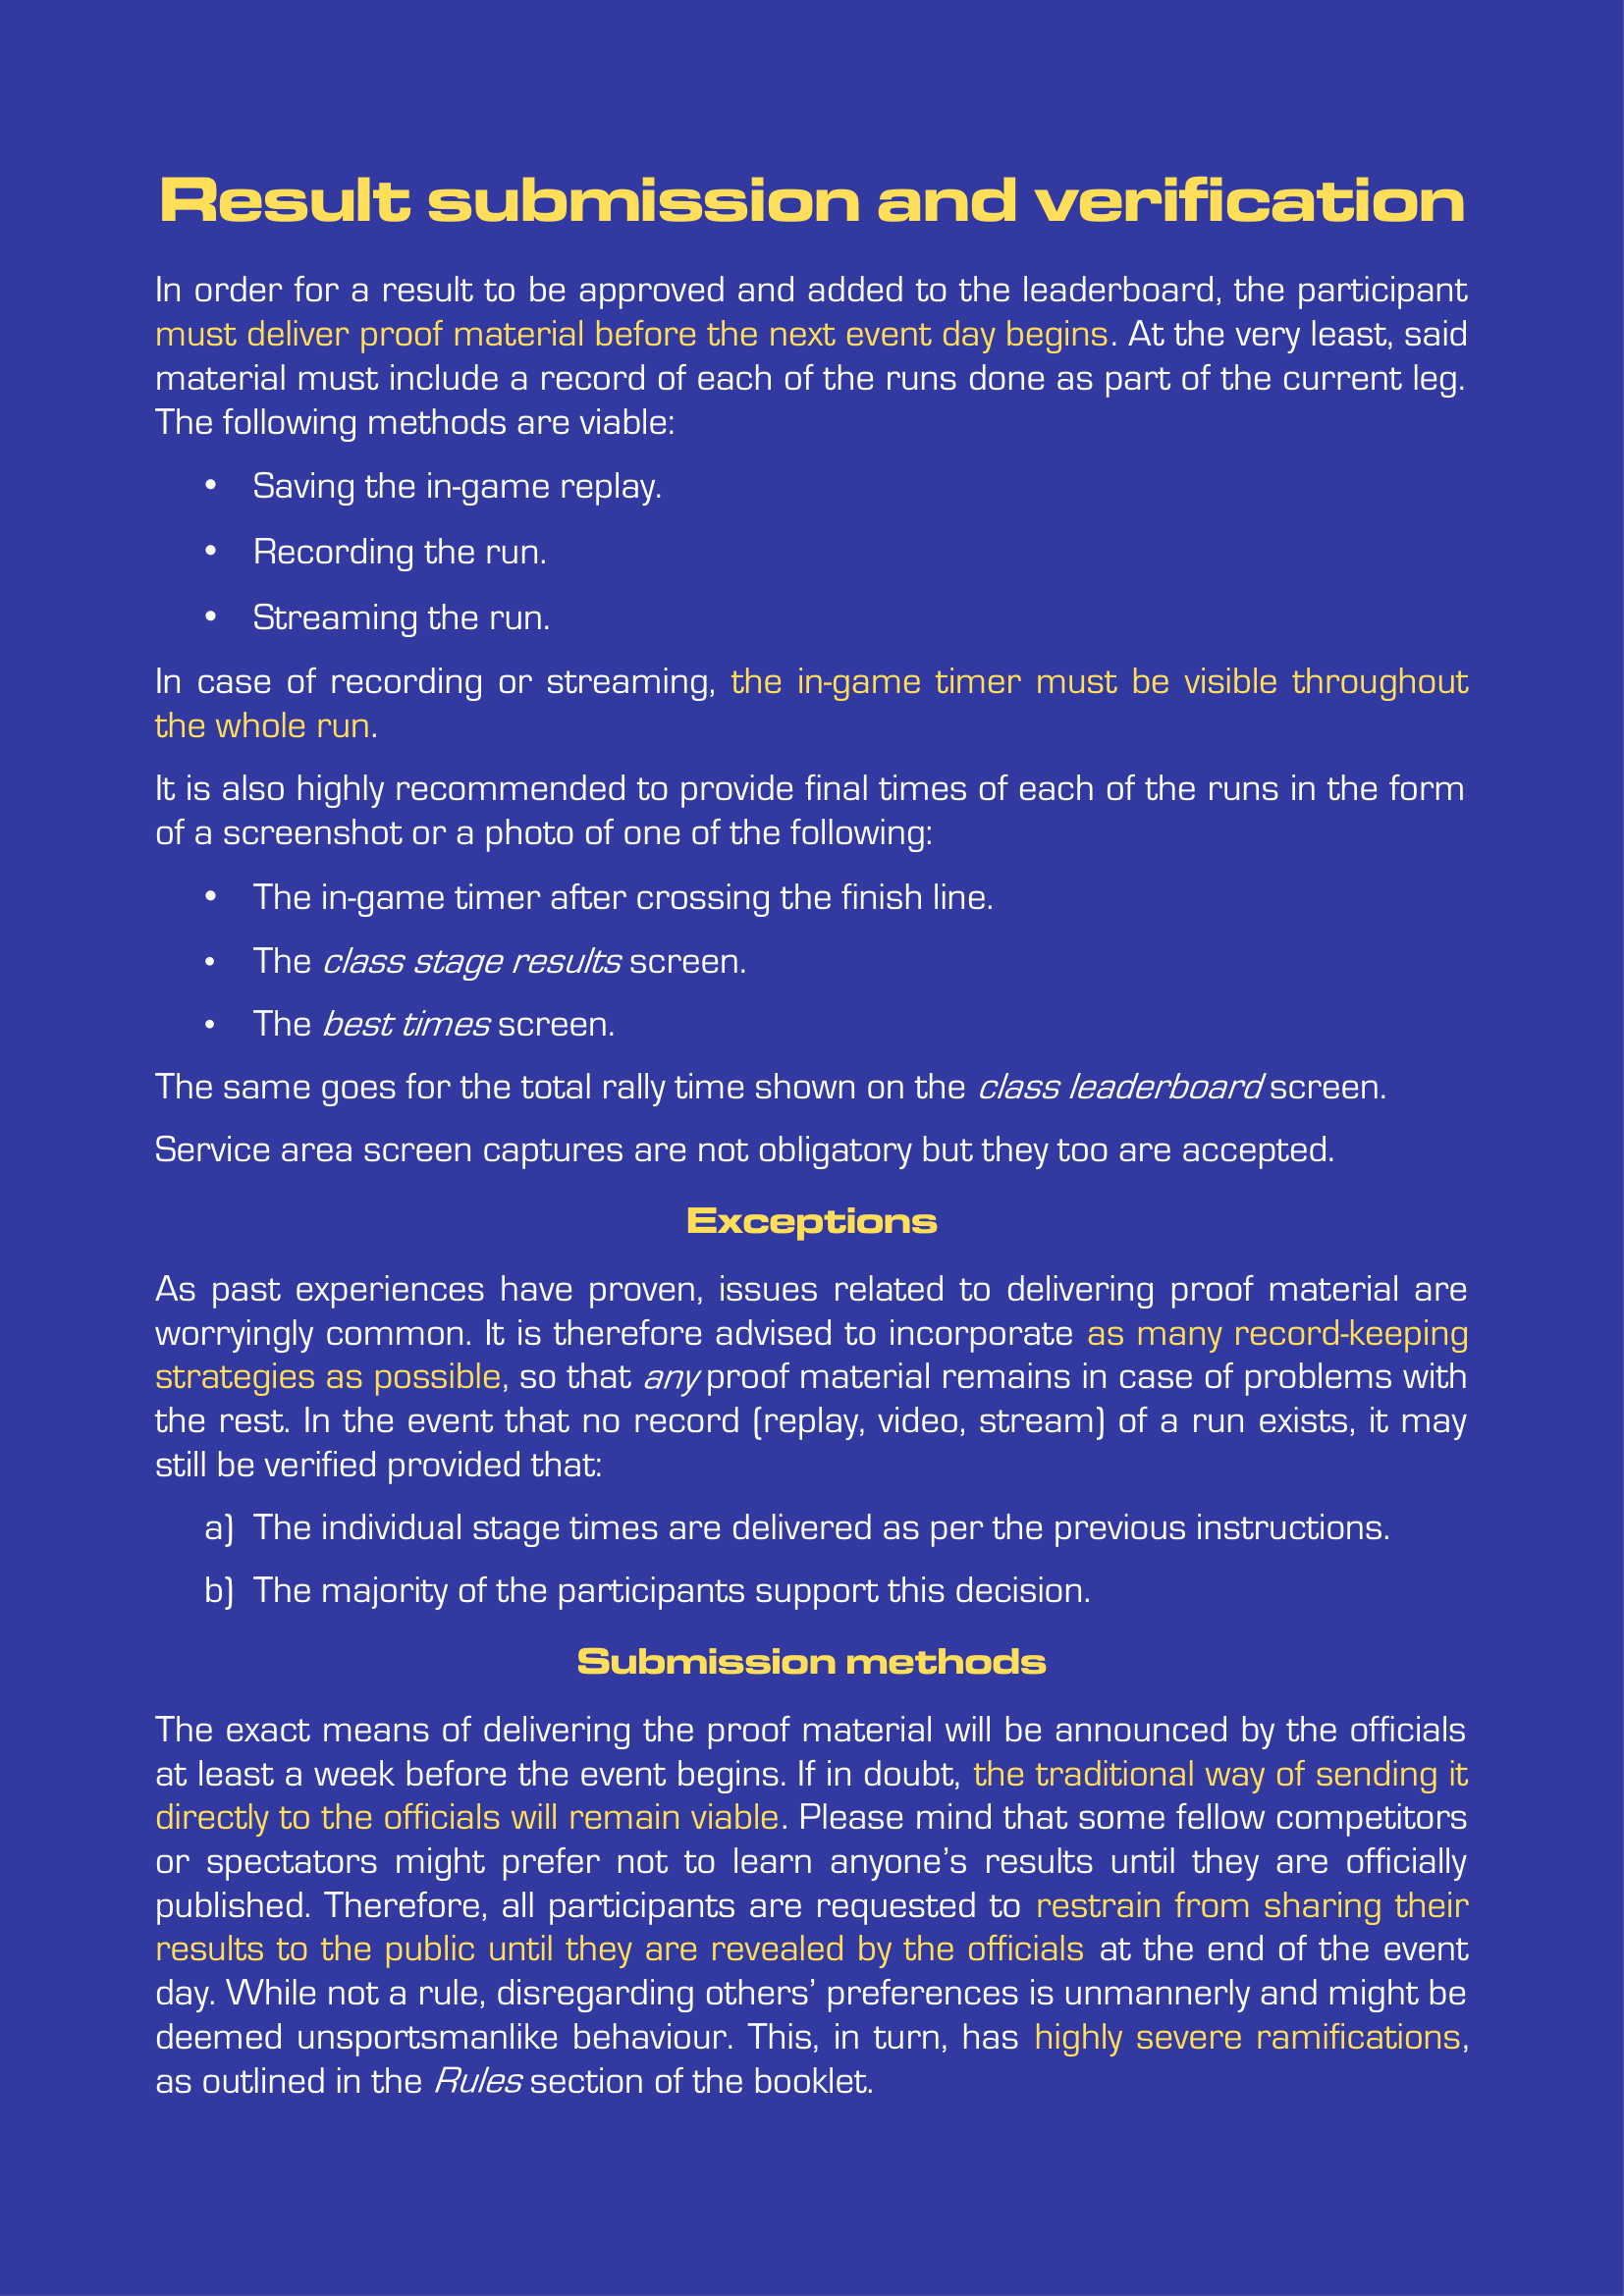 Result submission and verification
In order for a result to be approved and added to the leaderboard, the participant
must deliver proof material before the next event day begins. At the very least, said
material must include a record of each of the runs done as part of the current leg.
The following methods are viable:
• Saving the in-game replay.
• Recording the run.
• Streaming the run.
In case of recording or streaming, the in-game timer must be visible throughout
the whole run.
It is also highly recommended to provide final times of each of the runs in the form
of a screenshot or a photo of one of the following:
• The in-game timer after crossing the finish line.
• The class stage results screen.
• The best times screen.
The same goes for the total rally time shown on the class leaderboard screen.
Service area screen captures are not obligatory but they too are accepted.
Exceptions
As past experiences have proven, issues related to delivering proof material are
worryingly common. It is therefore advised to incorporate as many record-keeping
strategies as possible, so that any proof material remains in case of problems with
the rest. In the event that no record (replay, video, stream) of a run exists, it may
still be verified provided that:
a) The individual stage times are delivered as per the previous instructions.
b) The majority of the participants support this decision.
Submission methods
The exact means of delivering the proof material will be announced by the officials
at least a week before the event begins. If in doubt, the traditional way of sending it
directly to the officials will remain viable. Please mind that some fellow competitors
or spectators might prefer not to learn anyone's results until they are officially
published. Therefore, all participants are requested to restrain from sharing their
results to the public until they are revealed by the officials at the end of the event
day. While not a rule, disregarding others' preferences is unmannerly and might be
deemed unsportsmanlike behaviour. This, in turn, has highly severe ramifications,
as outlined in the Rules section of the booklet.